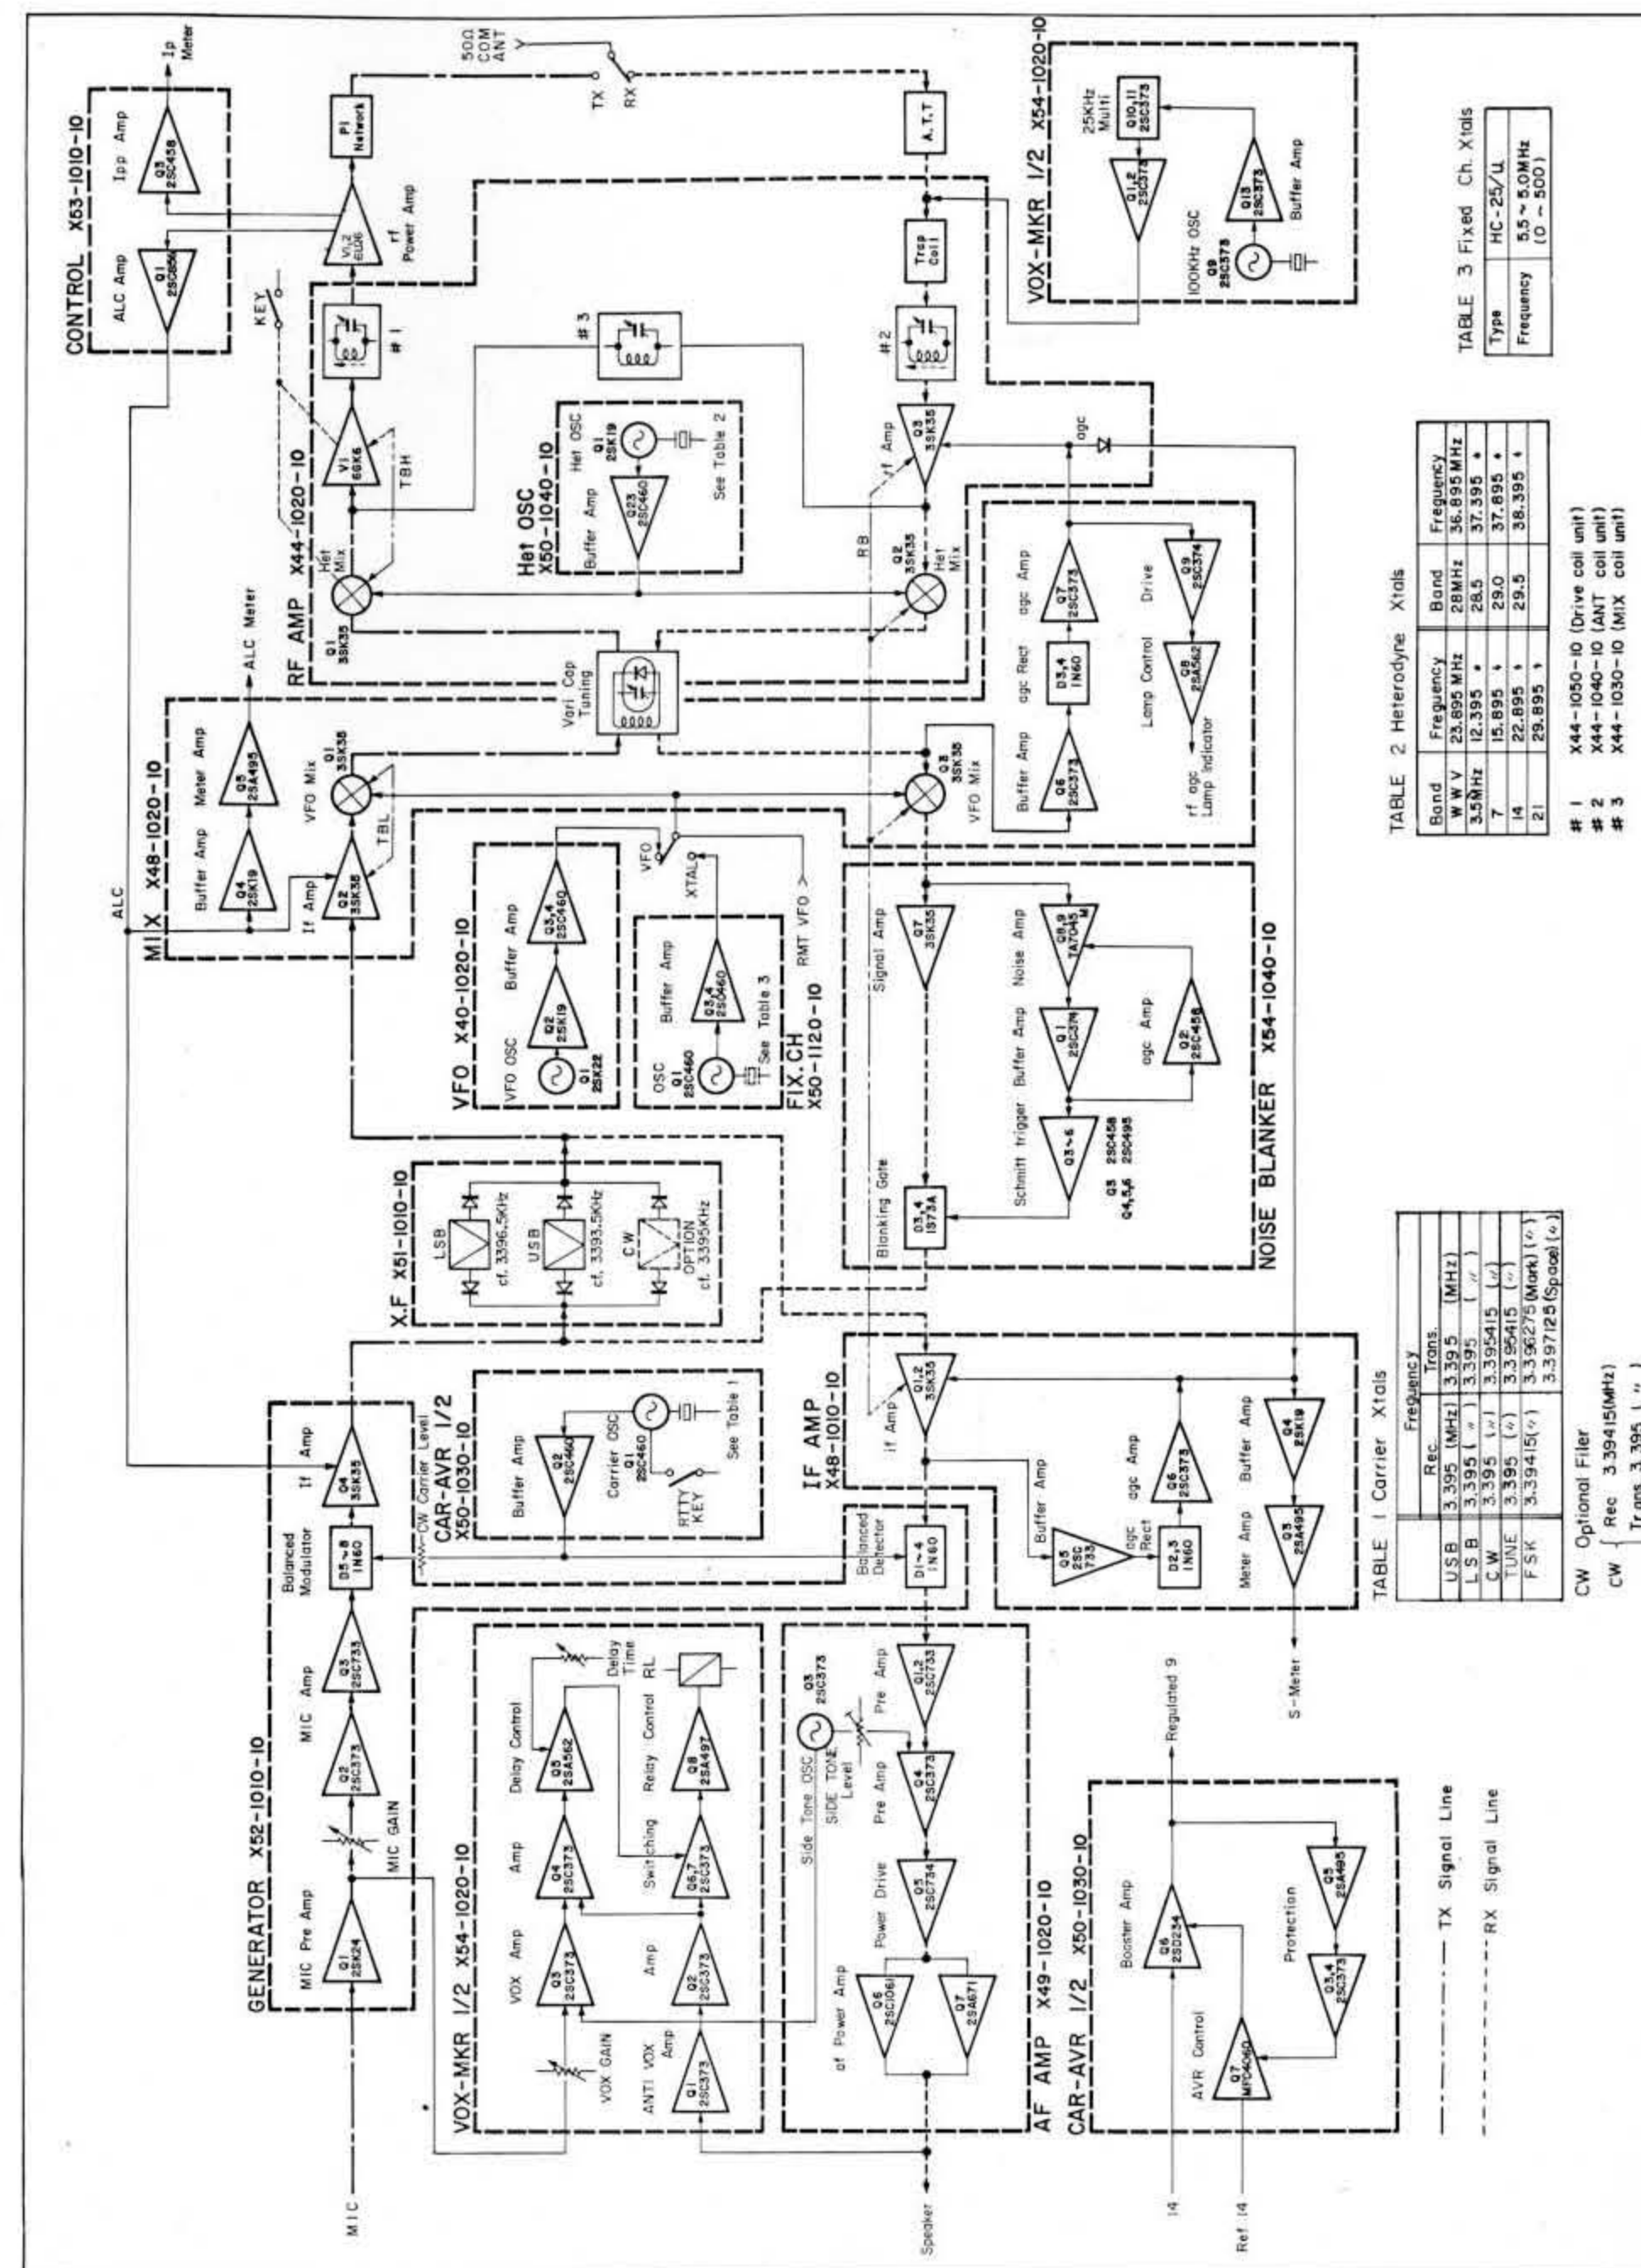 CONTROL X53-1010-10
ALC Amp
Q1
2SC856
Ipp Amp
Q3
2SC458
Ip
Meter
ALC
MIX X48-1020-10
Buffer Amp
Q4
2SK19
Meter Amp
Q5
2SA495
ALC Meter
If Amp
Q2
3SK35
VFO Mix
Q1
3SK35
TBL
RF AMP X44-1020-10
Q1
3SK35
Het
Mix
V1
6GK6
TBH
KEY
# 1
V1,2
rf
Power Amp
Pi
Network
50Ω
COM
ANT
TX
RX
A.T.T
Trap
Coil
# 2
# 3
rf Amp
Q3
3SK35
agc
Q2
3SK35
Het
Mix
RB
Vari Cap
Tuning
Het OSC
X50-1040-10
Buffer Amp
Q2,3
2SC460
Het OSC
Q1
2SK19
See Table 2
VOX-MKR 1/2 X54-1020-10
25KHz
Multi
Q10,11
2SC373
Q1,2
2SC373
100KHz OSC
Q9
2SC373
Q13
2SC373
Buffer Amp
GENERATOR X52-1010-10
MIC
MIC Pre Amp
Q1
2SK24
MIC GAIN
MIC Amp
Q2
2SC373
Q3
2SC733
Balanced
Modulator
D5~8
1N60
If Amp
Q4
3SK35
CW Carrier Level
CAR-AVR 1/2
X50-1030-10
Buffer Amp
Q2
2SC460
Carrier OSC
Q1
2SC460
RTTY
KEY
See Table 1
X.F X51-1010-10
LSB
cf. 3396.5KHz
USB
cf. 3393.5KHz
CW
OPTION
cf. 3395KHz
VFO X40-1020-10
VFO OSC
Q1
2SK22
Q2
2SK19
Buffer Amp
Q3,4
2SC460
VFO
XTAL
OSC
Q1
2SC460
Buffer Amp
Q3,4
2SC460
See Table 3
FIX.CH
X50-1120-10
RMT VFO
Q8
3SK35
VFO Mix
Buffer Amp
Q6
2SC373
agc Rect
D3,4
1N60
agc Amp
Q7
2SC373
Drive
Q9
2SC374
Lamp Control
Q8
2SA562
rf agc
Lamp Indicator
Signal Amp
Q7
3SK35
Noise Amp
Q8,9
TA7045
M
Buffer Amp
Q1
2SC374
agc Amp
Q2
2SC458
Schmitt trigger
Q3~6
Q3 2SC458
Q4,5,6 2SC495
Blanking Gate
D3,4
1S73A
NOISE BLANKER X54-1040-10
IF AMP
X48-1010-10
if Amp
Q1,2
3SK35
Buffer Amp
Q5
2SC
733
agc
Rect
D2,3
1N60
agc Amp
Q6
2SC373
Buffer Amp
Q4
2SK19
Meter Amp
Q3
2SA495
S-Meter
Balanced
Detector
D1~4
1N60
VOX-MKR 1/2 X54-1020-10
VOX GAIN
VOX Amp
Q3
2SC373
Amp
Q4
2SC373
Delay Control
Q5
2SA562
Delay
Time
ANTI VOX
Amp
Q1
2SC373
Amp
Q2
2SC373
Switching
Q6,7
2SC373
Relay Control
Q8
2SA497
RL
Side Tone OSC
Q3
2SC373
SIDE TONE
Level
Pre Amp
Q1,2
2SC733
Pre Amp
Q4
2SC373
Power Drive
Q5
2SC734
af Power Amp
Q6
2SC1061
Q7
2SA671
Speaker
AF AMP X49-1020-10
CAR-AVR 1/2 X50-1030-10
14
Ref 14
AVR Control
Q7
MFC4060
Booster Amp
Q6
2SD234
Regulated 9
Protection
Q3,4
2SC373
Q5
2SA495
TX Signal Line
RX Signal Line
TABLE 1 Carrier Xtals
Frequency
Rec Trans.
USB 3.395 (MHz) 3.395 (MHz)
LSB 3.395 ( 〃 ) 3.395 ( 〃 )
CW 3.395 (〃) 3.395415 (〃)
TUNE 3.395 (〃) 3.395415 (〃)
FSK 3.39415(〃) 3.396275(Mark)(〃)
3.397125(Space)(〃)
CW Optional Filer
CW { Rec 3.39415(MHz)
Trans 3.395 ( 〃 )
TABLE 2 Heterodyne Xtals
Band Frequency Band Frequency
WWV 23.895 MHz 28MHz 36.895MHz
3.5MHz 12.395 〃 28.5 37.395 〃
7 15.895 〃 29.0 37.895 〃
14 22.895 〃 29.5 38.395 〃
21 29.895 〃
# 1 X44-1050-10 (Drive coil unit)
# 2 X44-1040-10 (ANT coil unit)
# 3 X44-1030-10 (MIX coil unit)
TABLE 3 Fixed Ch. Xtals
Type HC-25/U
Frequency 5.5 ~ 5.0MHz
(0 ~ 500)